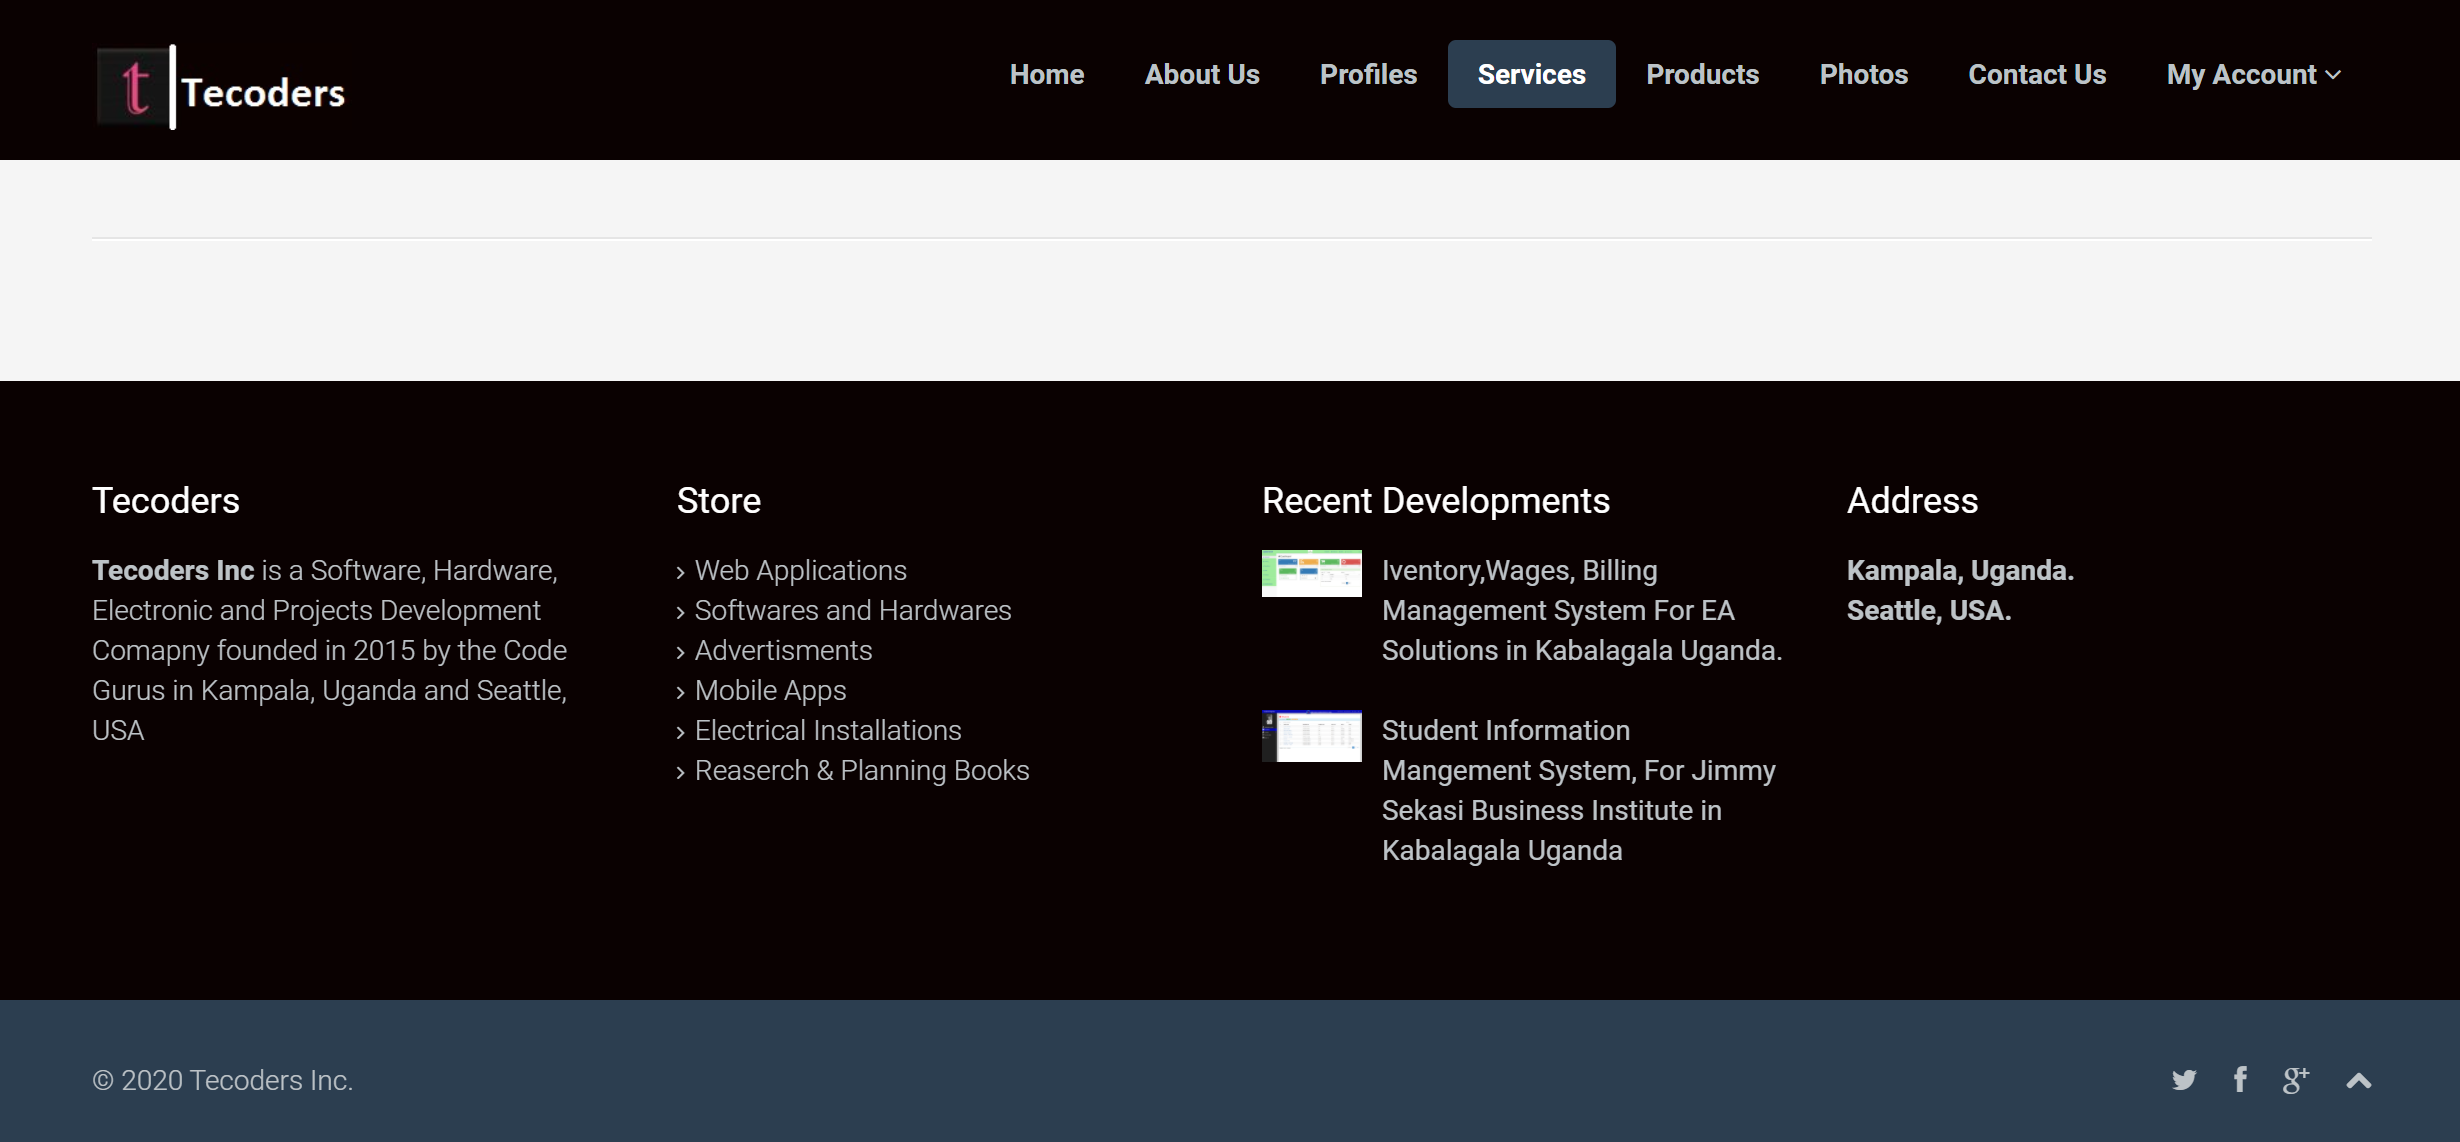 t Tecoders
Home About Us Profiles Services Products Photos Contact Us My Account
Tecoders
Tecoders Inc is a Software, Hardware,
Electronic and Projects Development
Comapny founded in 2015 by the Code
Gurus in Kampala, Uganda and Seattle,
USA
Store
Web Applications
Softwares and Hardwares
Advertisments
Mobile Apps
Electrical Installations
Reaserch & Planning Books
Recent Developments
Iventory,Wages, Billing
Management System For EA
Solutions in Kabalagala Uganda.
Student Information
Mangement System, For Jimmy
Sekasi Business Institute in
Kabalagala Uganda
Address
Kampala, Uganda.
Seattle, USA.
© 2020 Tecoders Inc.